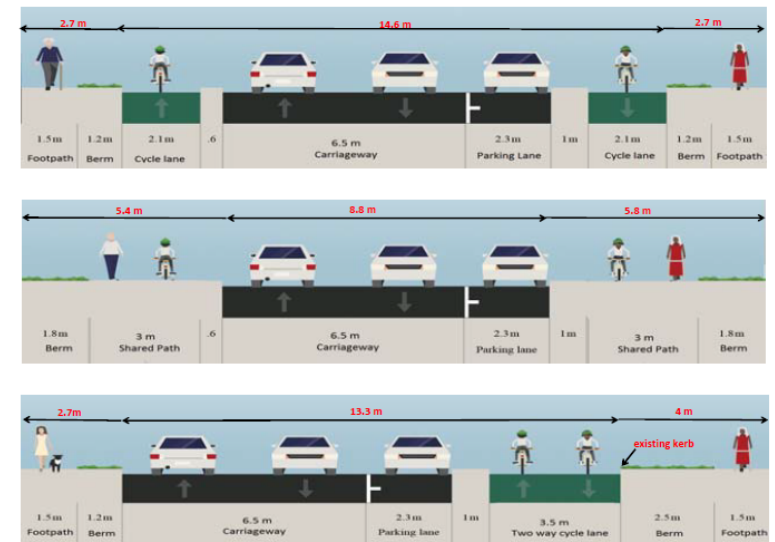 2.7 m 14.6 m 2.7 m
1.5m 1.2m 2.1m .6 6.5 m 2.3m 1m 2.1m 1.2m 1.5m
Footpath Berm Cycle lane Carriageway Parking Lane Cycle lane Berm Footpath
5.4 m 8.8 m 5.8 m
1.8m 3 m .6 6.5 m 2.3m 1m 3 m 1.8m
Berm Shared Path Carriageway Parking lane Shared Path Berm
2.7m 13.3 m 4 m
existing kerb
1.5m 1.2m 6.5 m 2.3m 1m 3.5 m 2.5m 1.5m
Footpath Berm Carriageway Parking lane Two way cycle lane Berm Footpath